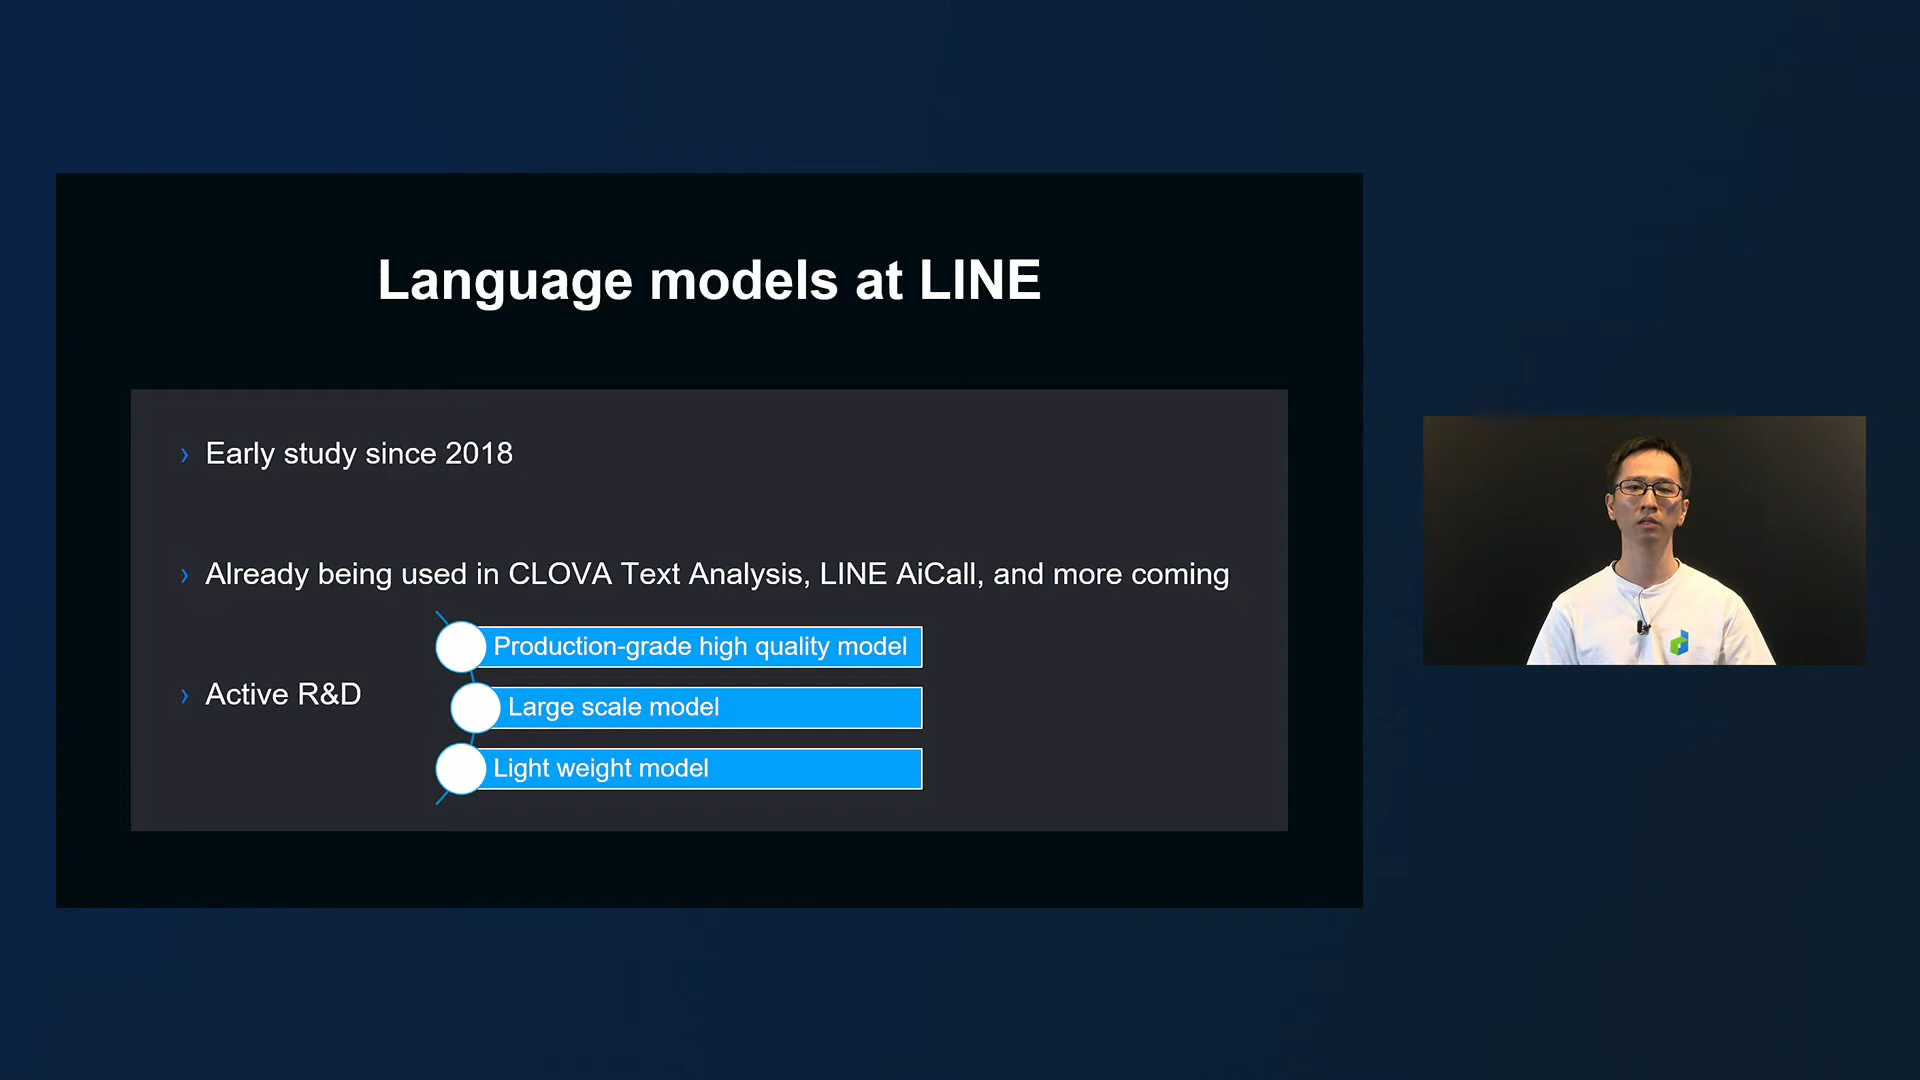 Language models at LINE
› Early study since 2018
› Already being used in CLOVA Text Analysis, LINE AiCall, and more coming
› Active R&D
Production-grade high quality model
Large scale model
Light weight model